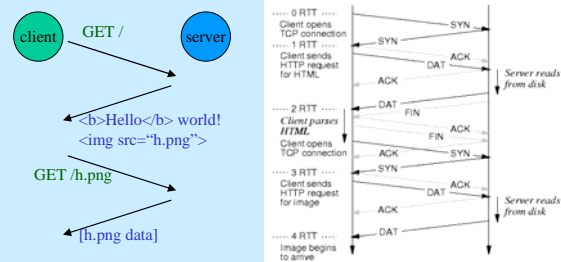 client
server
GET /
<b>Hello</b> world!
<img src=“h.png”>
GET /h.png
[h.png data]
0 RTT
Client opens
TCP connection
SYN
SYN
1 RTT
Client sends
HTTP request
for HTML
ACK
DAT
ACK
Server reads
from disk
DAT
2 RTT
FIN
Client parses
HTML
ACK
FIN
Client opens
TCP connection
ACK
SYN
SYN
3 RTT
Client sends
HTTP request
for image
ACK
DAT
ACK
Server reads
from disk
DAT
4 RTT
Image begins
to arrive